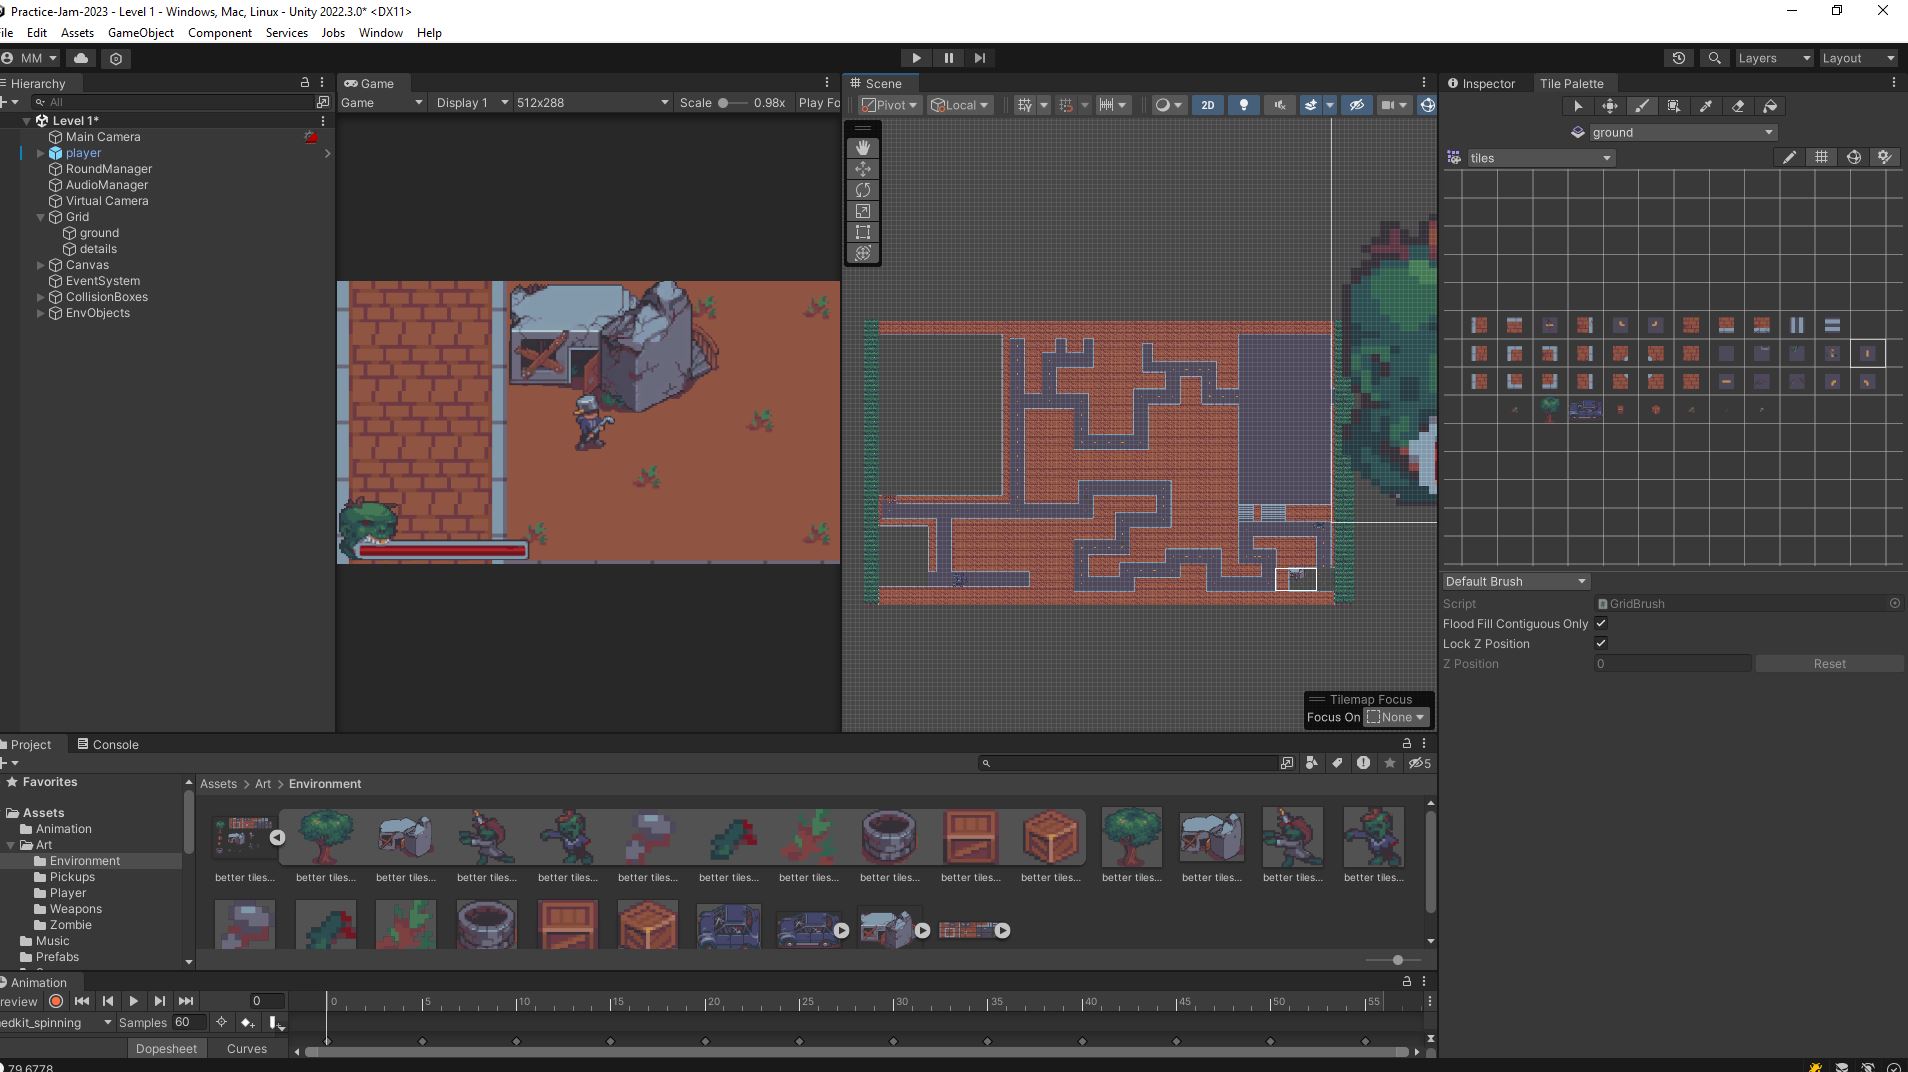 Practice-Jam-2023 - Level 1 - Windows, Mac, Linux - Unity 2022.3.0* <DX11>
ile Edit Assets GameObject Component Services Jobs Window Help
MM
Layers Layout
Hierarchy
All
Level 1*
Main Camera
player
RoundManager
AudioManager
Virtual Camera
Grid
ground
details
Canvas
EventSystem
CollisionBoxes
EnvObjects
Game
Game Display 1 512x288 Scale 0.98x Play Fo
Scene
Pivot Local 2D
Tilemap Focus
Focus On None
Inspector Tile Palette
ground
tiles
Default Brush
Script GridBrush
Flood Fill Contiguous Only
Lock Z Position
Z Position 0 Reset
Project Console
5
Favorites
Assets
Animation
Art
Environment
Pickups
Player
Weapons
Zombie
Music
Prefabs
Assets > Art > Environment
better tiles... better tiles... better tiles... better tiles... better tiles... better tiles... better tiles... better tiles... better tiles... better tiles... better tiles... better tiles... better tiles... better tiles... better tiles...
Animation
review 0
0 5 10 15 20 25 30 35 40 45 50 55
edkit_spinning Samples 60
Dopesheet Curves
79.6778